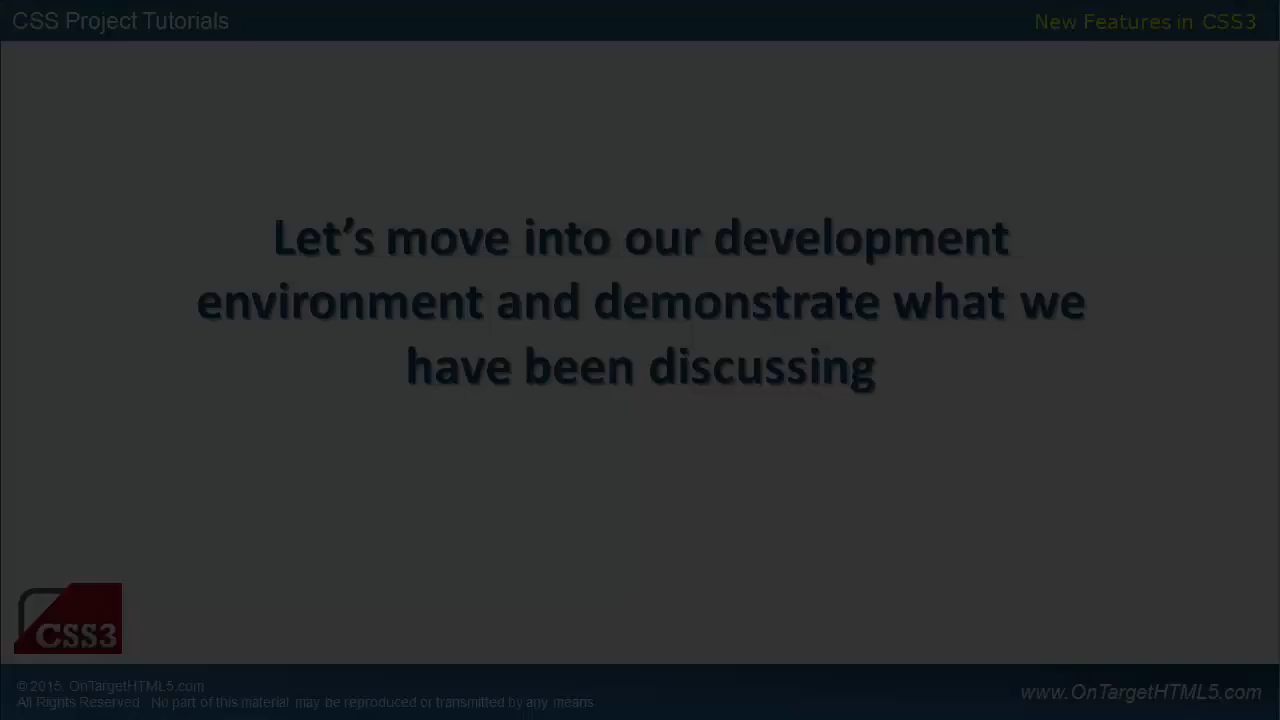 CSS Project Tutorials
New Features in CSS3
Let's move into our development
environment and demonstrate what we
have been discussing
CSS3
© 2015. OnTargetHTML5.com
All Rights Reserved. No part of this material may be reproduced or transmitted by any means
www.OnTargetHTML5.com